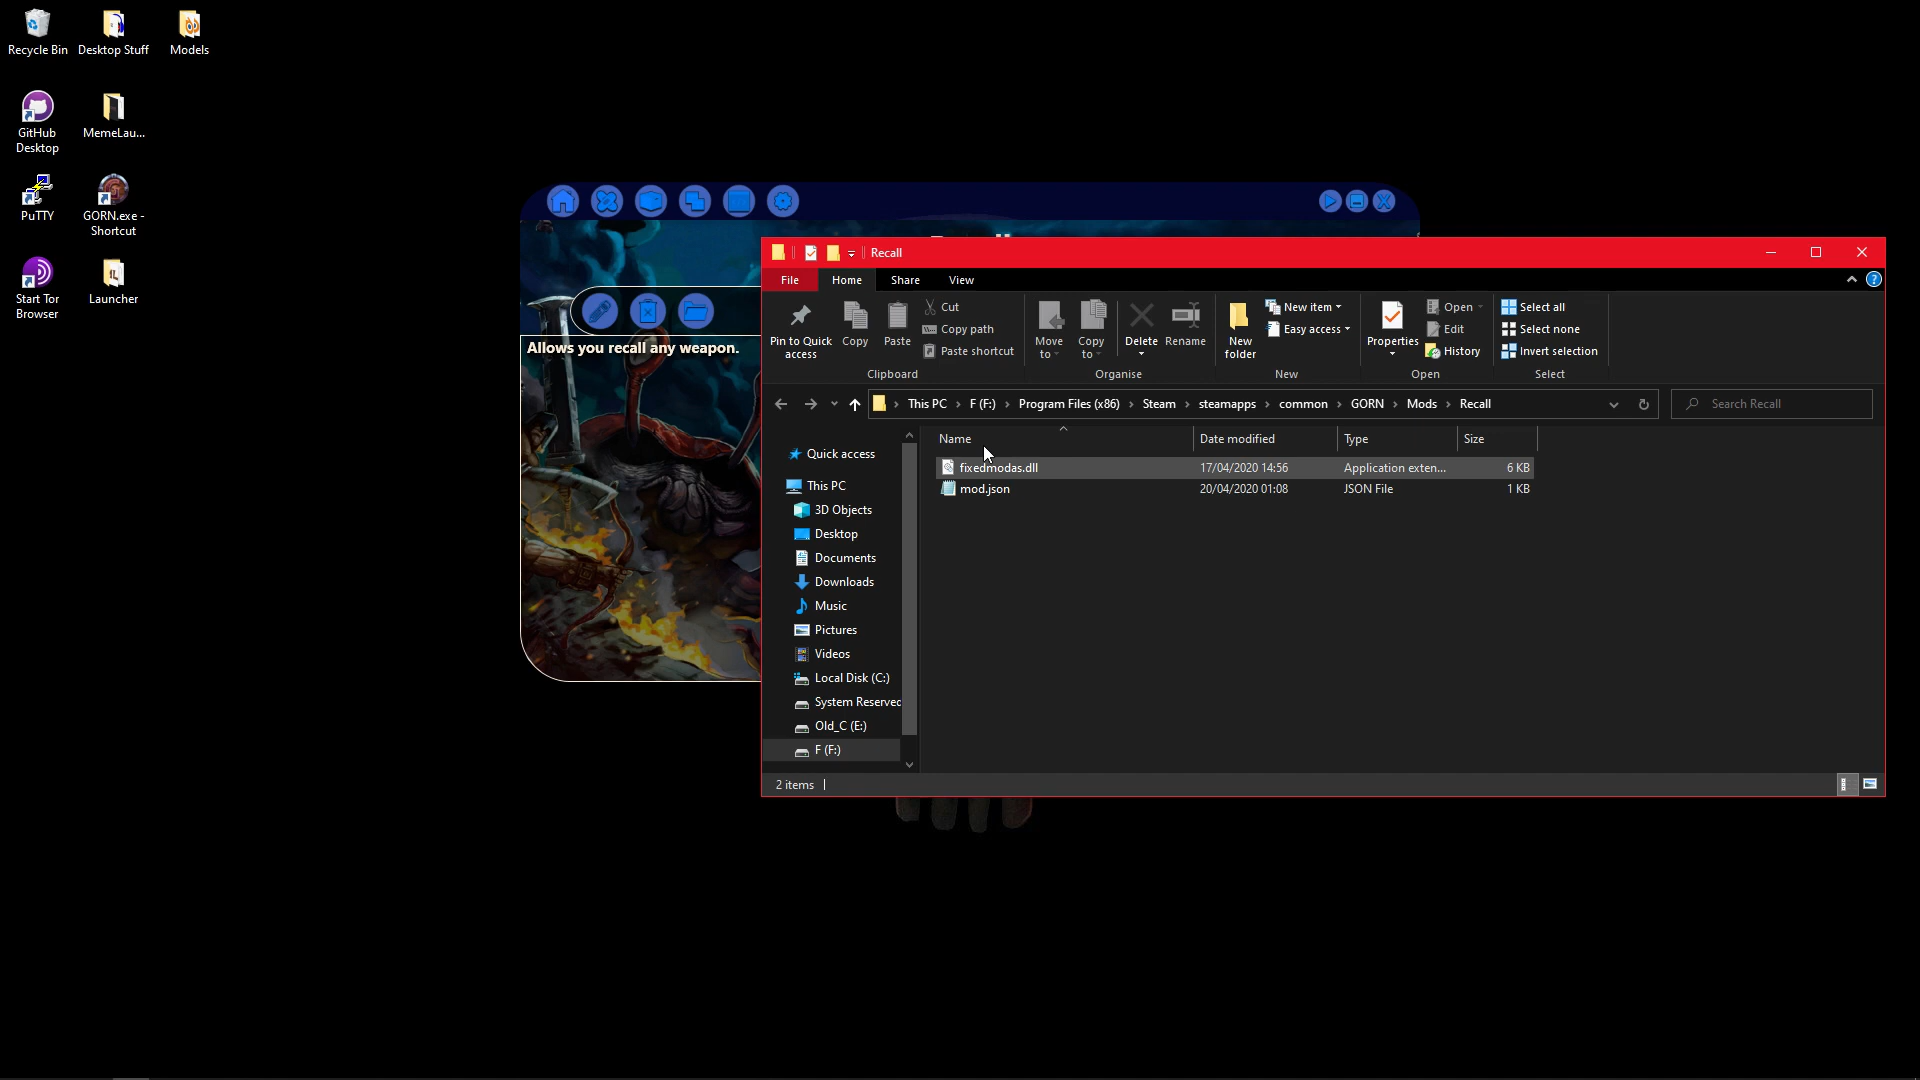 Recycle Bin
Desktop Stuff
Models
GitHub
Desktop
MemeLau...
PuTTY
GORN.exe -
Shortcut
Start Tor
Browser
Launcher
Allows you recall any weapon.
Recall
File
Home
Share
View
Pin to Quick
access
Copy
Paste
Cut
Copy path
Paste shortcut
Clipboard
Move
to
Copy
to
Delete
Rename
Organise
New
folder
New item
Easy access
New
Properties
Open
Edit
History
Open
Select all
Select none
Invert selection
Select
This PC
F (F:)
Program Files (x86)
Steam
steamapps
common
GORN
Mods
Recall
Search Recall
Quick access
This PC
3D Objects
Desktop
Documents
Downloads
Music
Pictures
Videos
Local Disk (C:)
System Reserved
Old_C (E:)
F (F:)
Name Date modified Type Size
fixedmodas.dll 17/04/2020 14:56 Application exten... 6 KB
mod.json 20/04/2020 01:08 JSON File 1 KB
2 items